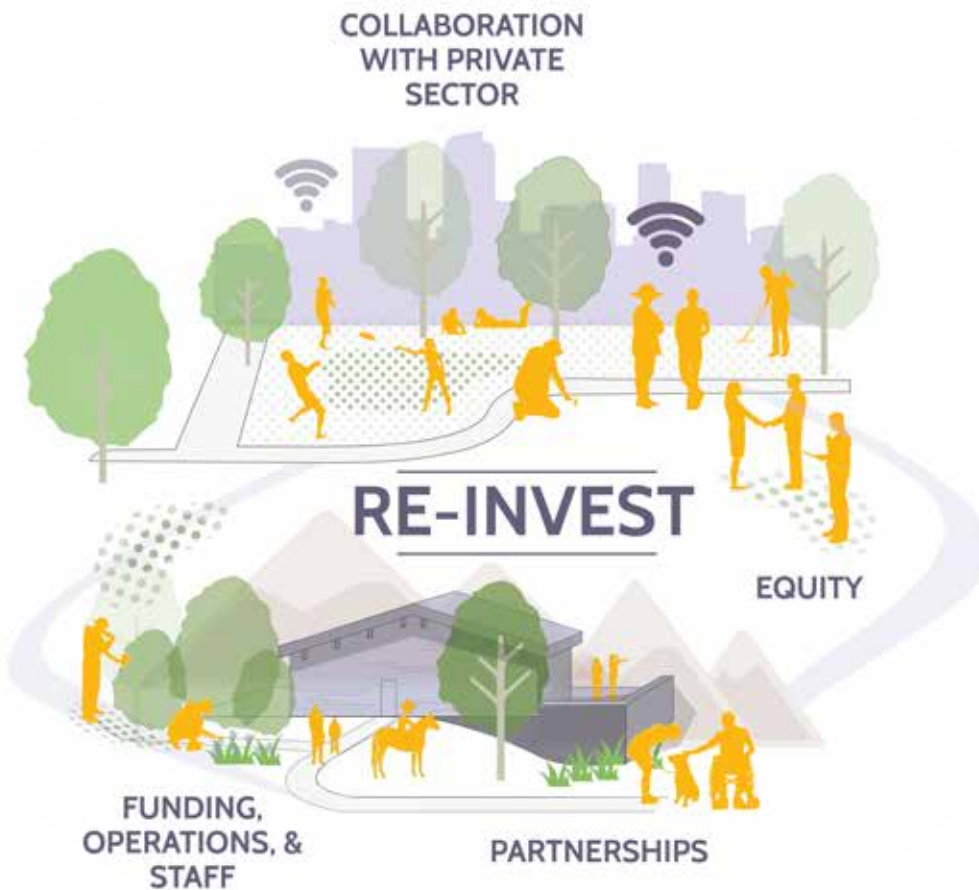 COLLABORATION
WITH PRIVATE
SECTOR
RE-INVEST
EQUITY
FUNDING,
OPERATIONS, &
STAFF
PARTNERSHIPS